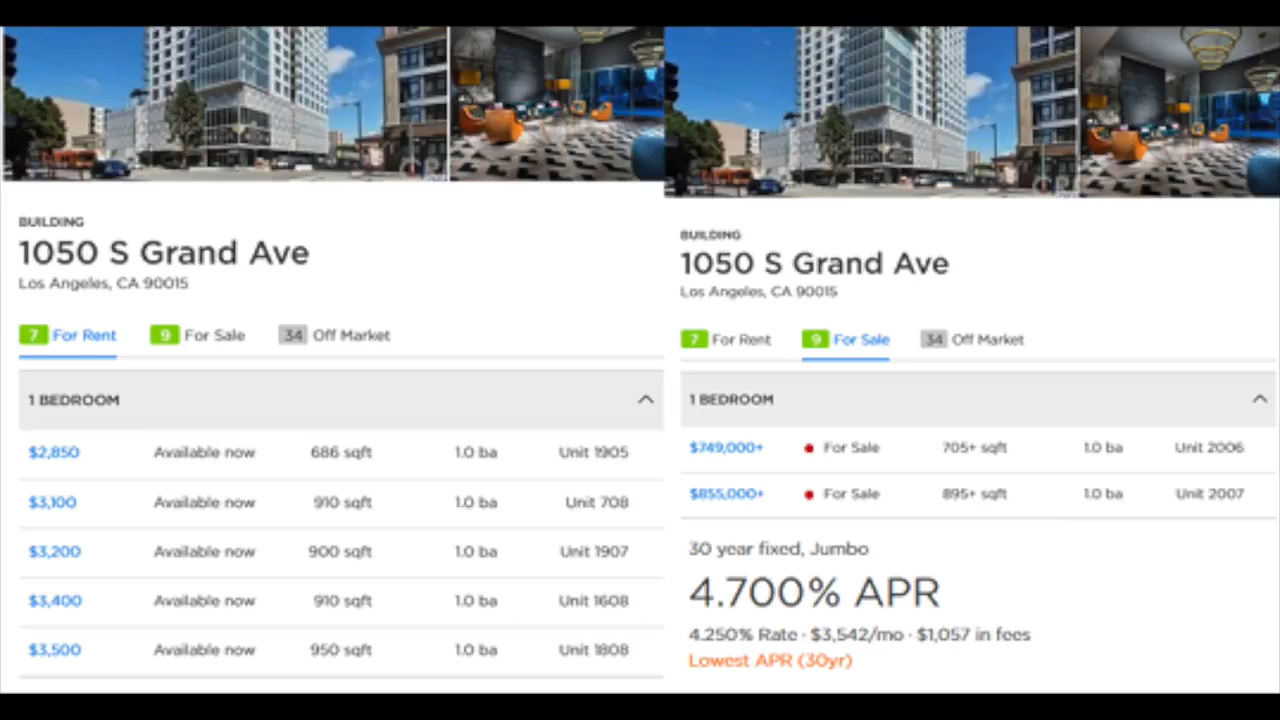 BUILDING
1050 S Grand Ave
Los Angeles, CA 90015
7 For Rent 9 For Sale 34 Off Market
1 BEDROOM
$2,850 Available now 686 sqft 1.0 ba Unit 1905
$3,100 Available now 910 sqft 1.0 ba Unit 708
$3,200 Available now 900 sqft 1.0 ba Unit 1907
$3,400 Available now 910 sqft 1.0 ba Unit 1608
$3,500 Available now 950 sqft 1.0 ba Unit 1808
BUILDING
1050 S Grand Ave
Los Angeles, CA 90015
7 For Rent 9 For Sale 34 Off Market
1 BEDROOM
$749,000+ For Sale 705+ sqft 1.0 ba Unit 2006
$855,000+ For Sale 895+ sqft 1.0 ba Unit 2007
30 year fixed, Jumbo
4.700% APR
4.250% Rate · $3,542/mo · $1,057 in fees
Lowest APR (30yr)